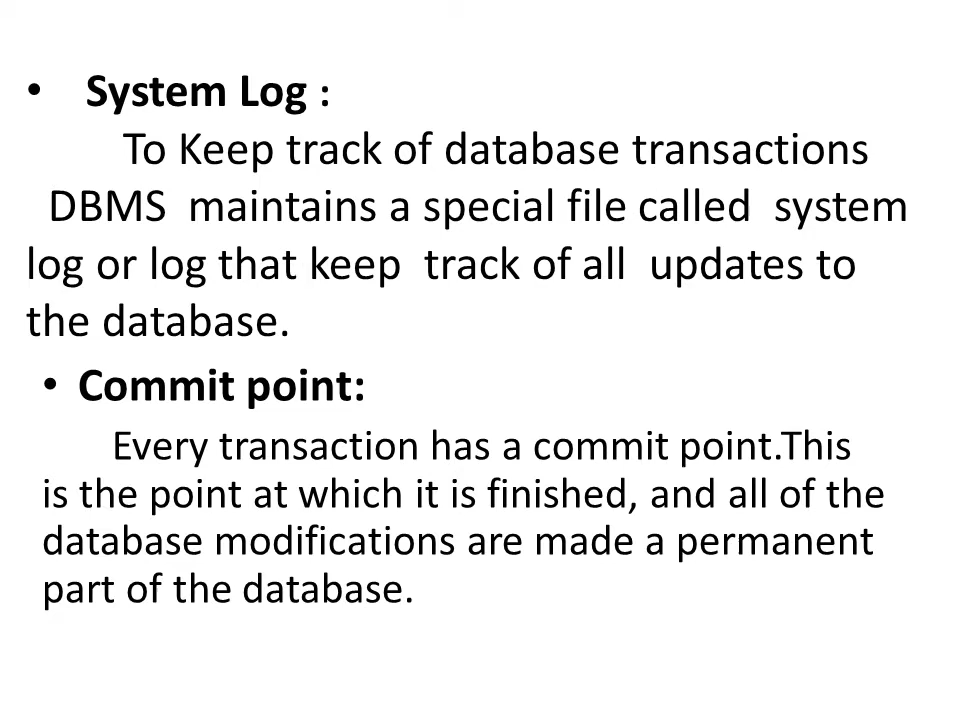 • System Log :
To Keep track of database transactions
DBMS maintains a special file called system
log or log that keep track of all updates to
the database.
• Commit point:
Every transaction has a commit point.This
is the point at which it is finished, and all of the
database modifications are made a permanent
part of the database.